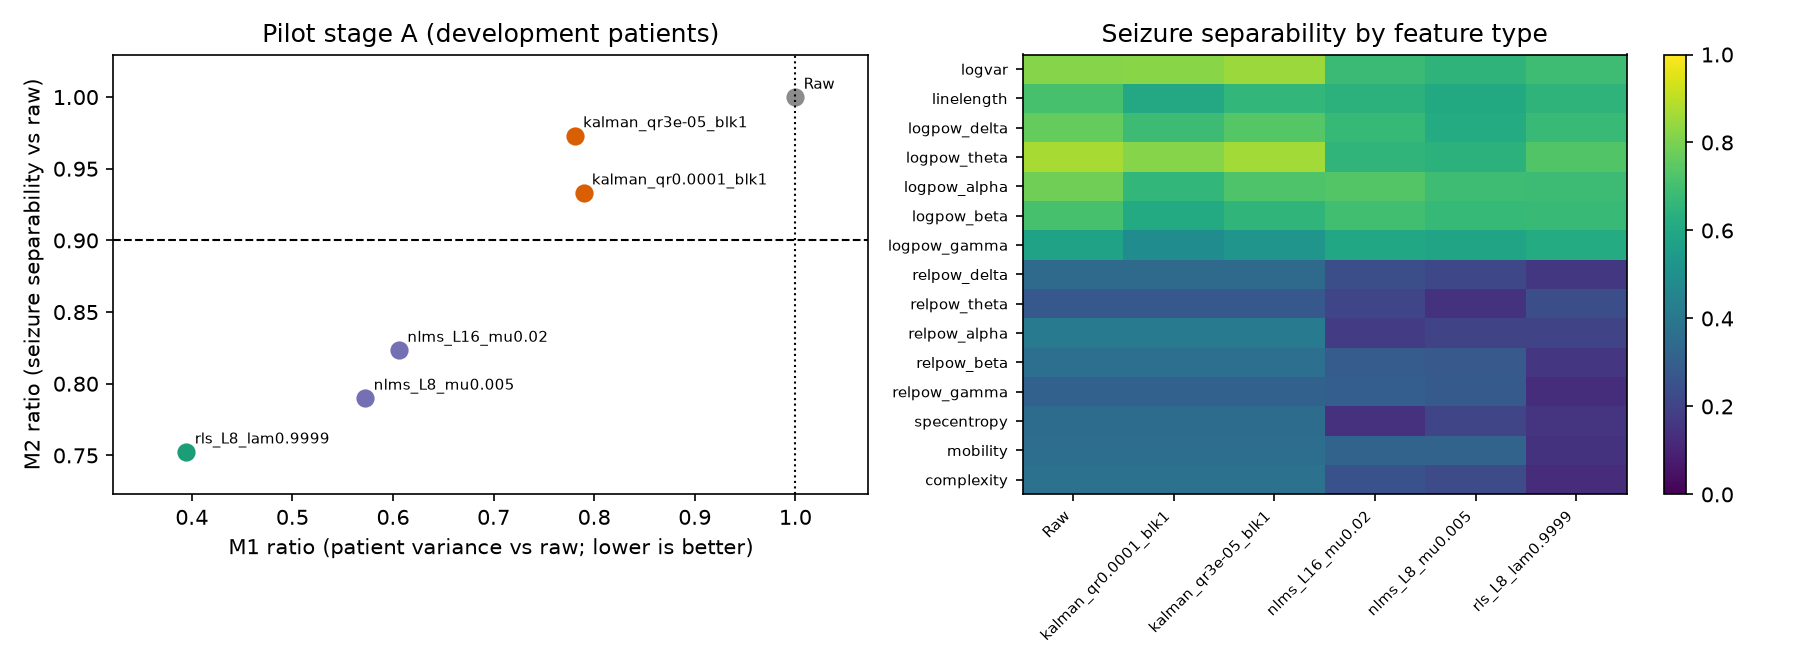 Pilot stage A (development patients)
M2 ratio (seizure separability vs raw)
1.00
0.95
0.90
0.85
0.80
0.75
Raw
kalman_qr3e-05_blk1
kalman_qr0.0001_blk1
nlms_L16_mu0.02
nlms_L8_mu0.005
rls_L8_lam0.9999
0.4 0.5 0.6 0.7 0.8 0.9 1.0
M1 ratio (patient variance vs raw; lower is better)
Seizure separability by feature type
logvar
linelength
logpow_delta
logpow_theta
logpow_alpha
logpow_beta
logpow_gamma
relpow_delta
relpow_theta
relpow_alpha
relpow_beta
relpow_gamma
specentropy
mobility
complexity
Raw
kalman_qr0.0001_blk1
kalman_qr3e-05_blk1
nlms_L16_mu0.02
nlms_L8_mu0.005
rls_L8_lam0.9999
1.0
0.8
0.6
0.4
0.2
0.0